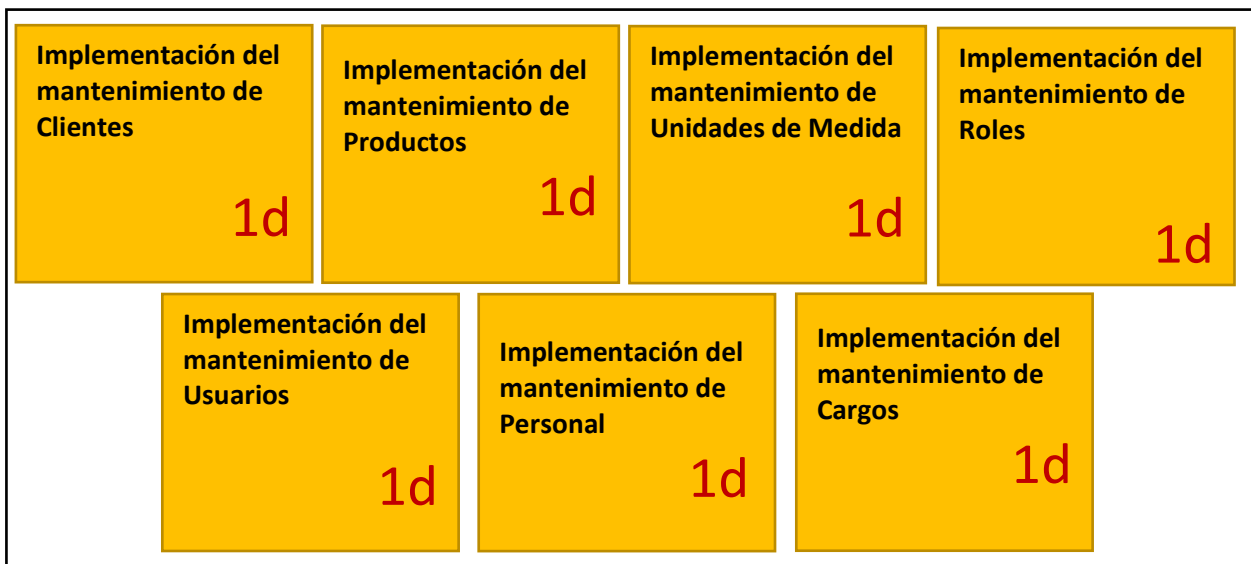 Implementación del
mantenimiento de
Clientes
1d
Implementación del
mantenimiento de
Productos
1d
Implementación del
mantenimiento de
Unidades de Medida
1d
Implementación del
mantenimiento de
Roles
1d
Implementación del
mantenimiento de
Usuarios
1d
Implementación del
mantenimiento de
Personal
1d
Implementación del
mantenimiento de
Cargos
1d